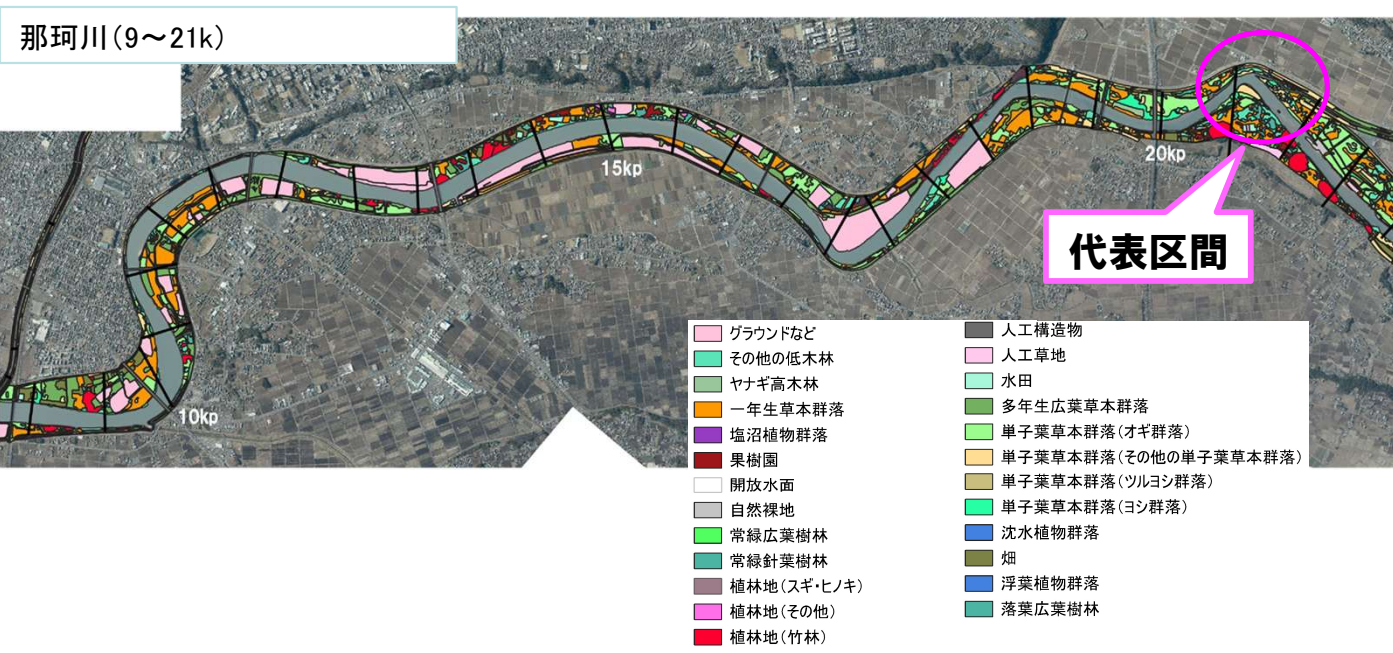 那珂川(9～21k)
15kp
20kp
代表区間
10kp
グラウンドなど
その他の低木林
ヤナギ高木林
一年生草本群落
塩沼植物群落
果樹園
開放水面
自然裸地
常緑広葉樹林
常緑針葉樹林
植林地(スギ・ヒノキ)
植林地(その他)
植林地(竹林)
人工構造物
人工草地
水田
多年生広葉草本群落
単子葉草本群落(オギ群落)
単子葉草本群落(その他の単子葉草本群落)
単子葉草本群落(ツルヨシ群落)
単子葉草本群落(ヨシ群落)
沈水植物群落
畑
浮葉植物群落
落葉広葉樹林